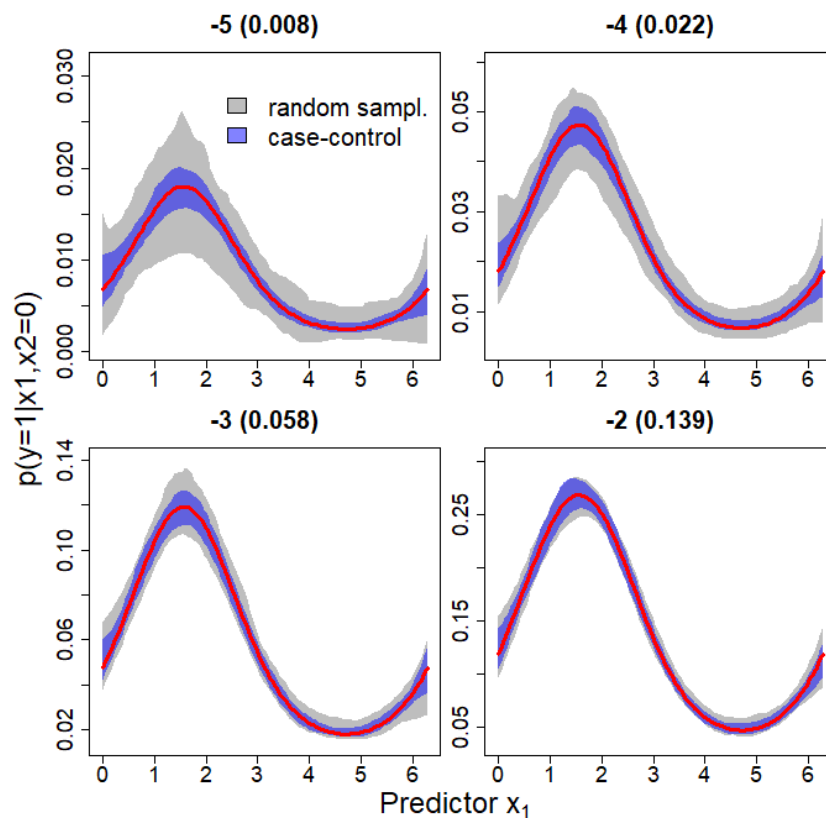 -5 (0.008)
-4 (0.022)
random sampl.
case-control
0.000 0.010 0.020 0.030
0.01 0.03 0.05
0 1 2 3 4 5 6
0 1 2 3 4 5 6
p(y=1|x1,x2=0)
-3 (0.058)
-2 (0.139)
0.02 0.06 0.10 0.14
0.05 0.15 0.25
0 1 2 3 4 5 6
0 1 2 3 4 5 6
Predictor x₁